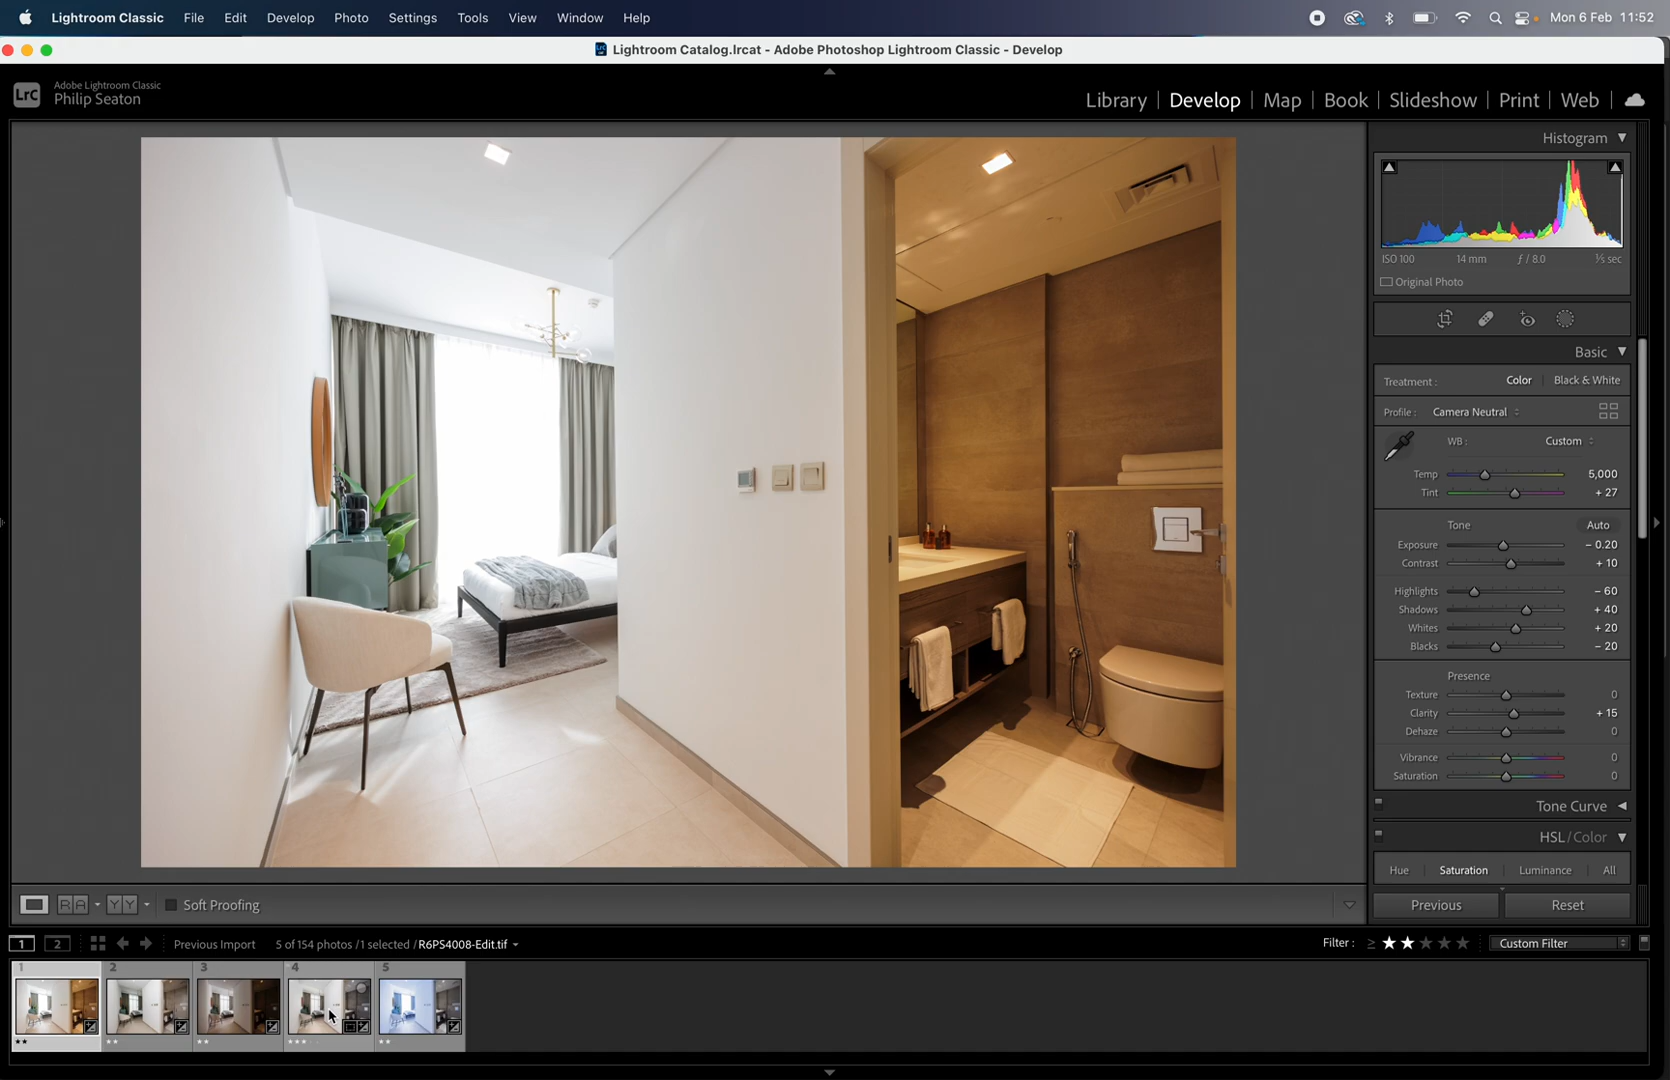 Lightroom Classic File Edit Develop Photo Settings Tools View Window Help Mon 6 Feb 11:52
Lightroom Catalog.lrcat - Adobe Photoshop Lightroom Classic - Develop
LrC Adobe Lightroom Classic
Philip Seaton
Library | Develop | Map | Book | Slideshow | Print | Web
Histogram
ISO 100 14 mm ƒ / 8.0 ⅕ sec
Original Photo
Basic
Treatment : Color Black & White
Profile : Camera Neutral
WB : Custom
Temp 5,000
Tint + 27
Tone Auto
Exposure − 0.20
Contrast + 10
Highlights − 60
Shadows + 40
Whites + 20
Blacks − 20
Presence
Texture 0
Clarity + 15
Dehaze 0
Vibrance 0
Saturation 0
Tone Curve
HSL / Color
Hue Saturation Luminance All
Previous Reset
RA YY Soft Proofing
1 2 Previous Import 5 of 154 photos / 1 selected / R6PS4008-Edit.tif Filter : ≥ ★★★★★ Custom Filter
1 2 3 4 5